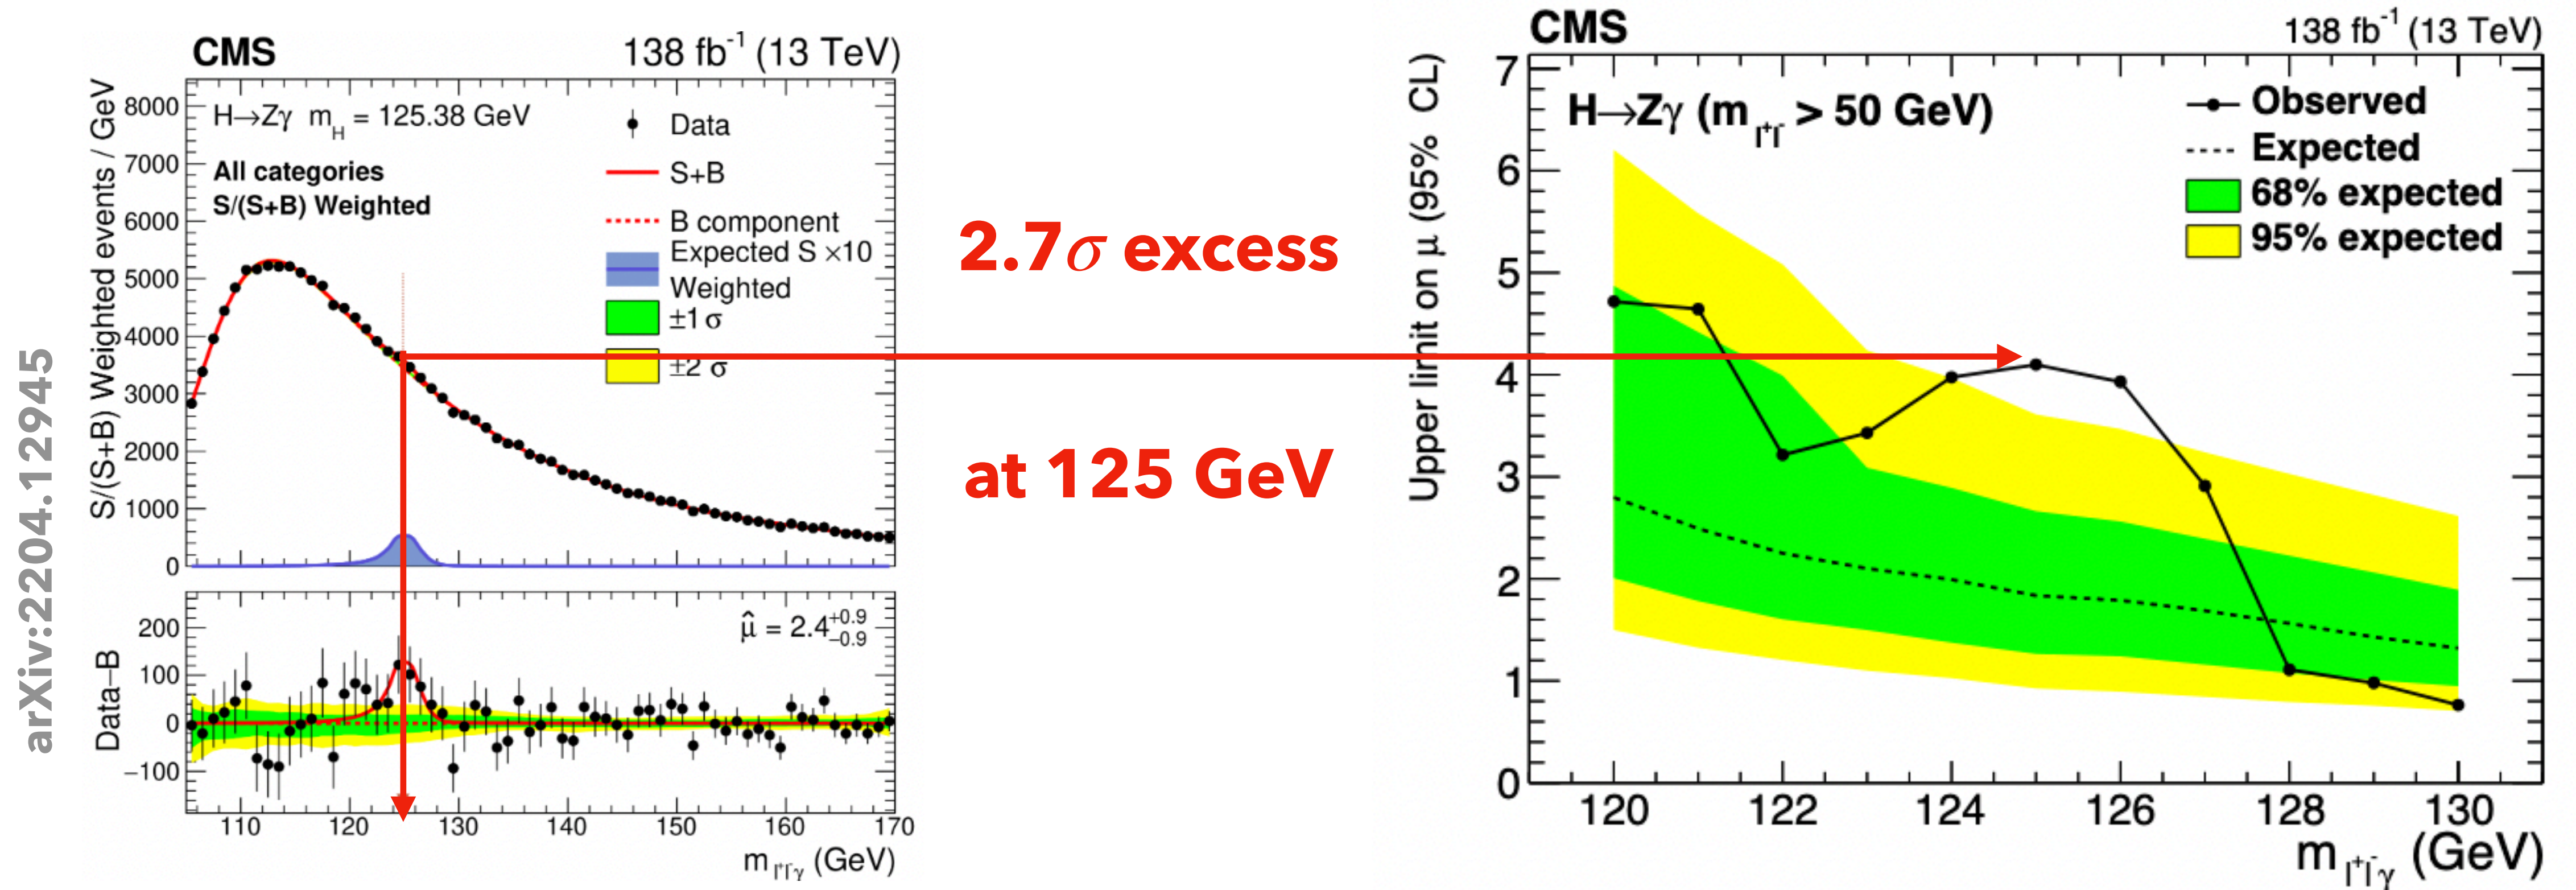 arXiv:2204.12945
CMS
138 fb⁻¹ (13 TeV)
S/(S+B) Weighted events / GeV
8000
7000
6000
5000
4000
3000
2000
1000
0
H→Zγ m_H = 125.38 GeV
All categories
S/(S+B) Weighted
Data
S+B
B component
Expected S ×10
Weighted
±1 σ
±2 σ
Data–B
200
100
0
−100
μ̂ = 2.4 +0.9 −0.9
110 120 130 140 150 160 170
m_l⁺l⁻γ (GeV)
2.7σ excess
at 125 GeV
CMS
138 fb⁻¹ (13 TeV)
Upper limit on μ (95% CL)
7
6
5
4
3
2
1
0
H→Zγ (m_l⁺l⁻ > 50 GeV)
Observed
Expected
68% expected
95% expected
120 122 124 126 128 130
m_l⁺l⁻γ (GeV)